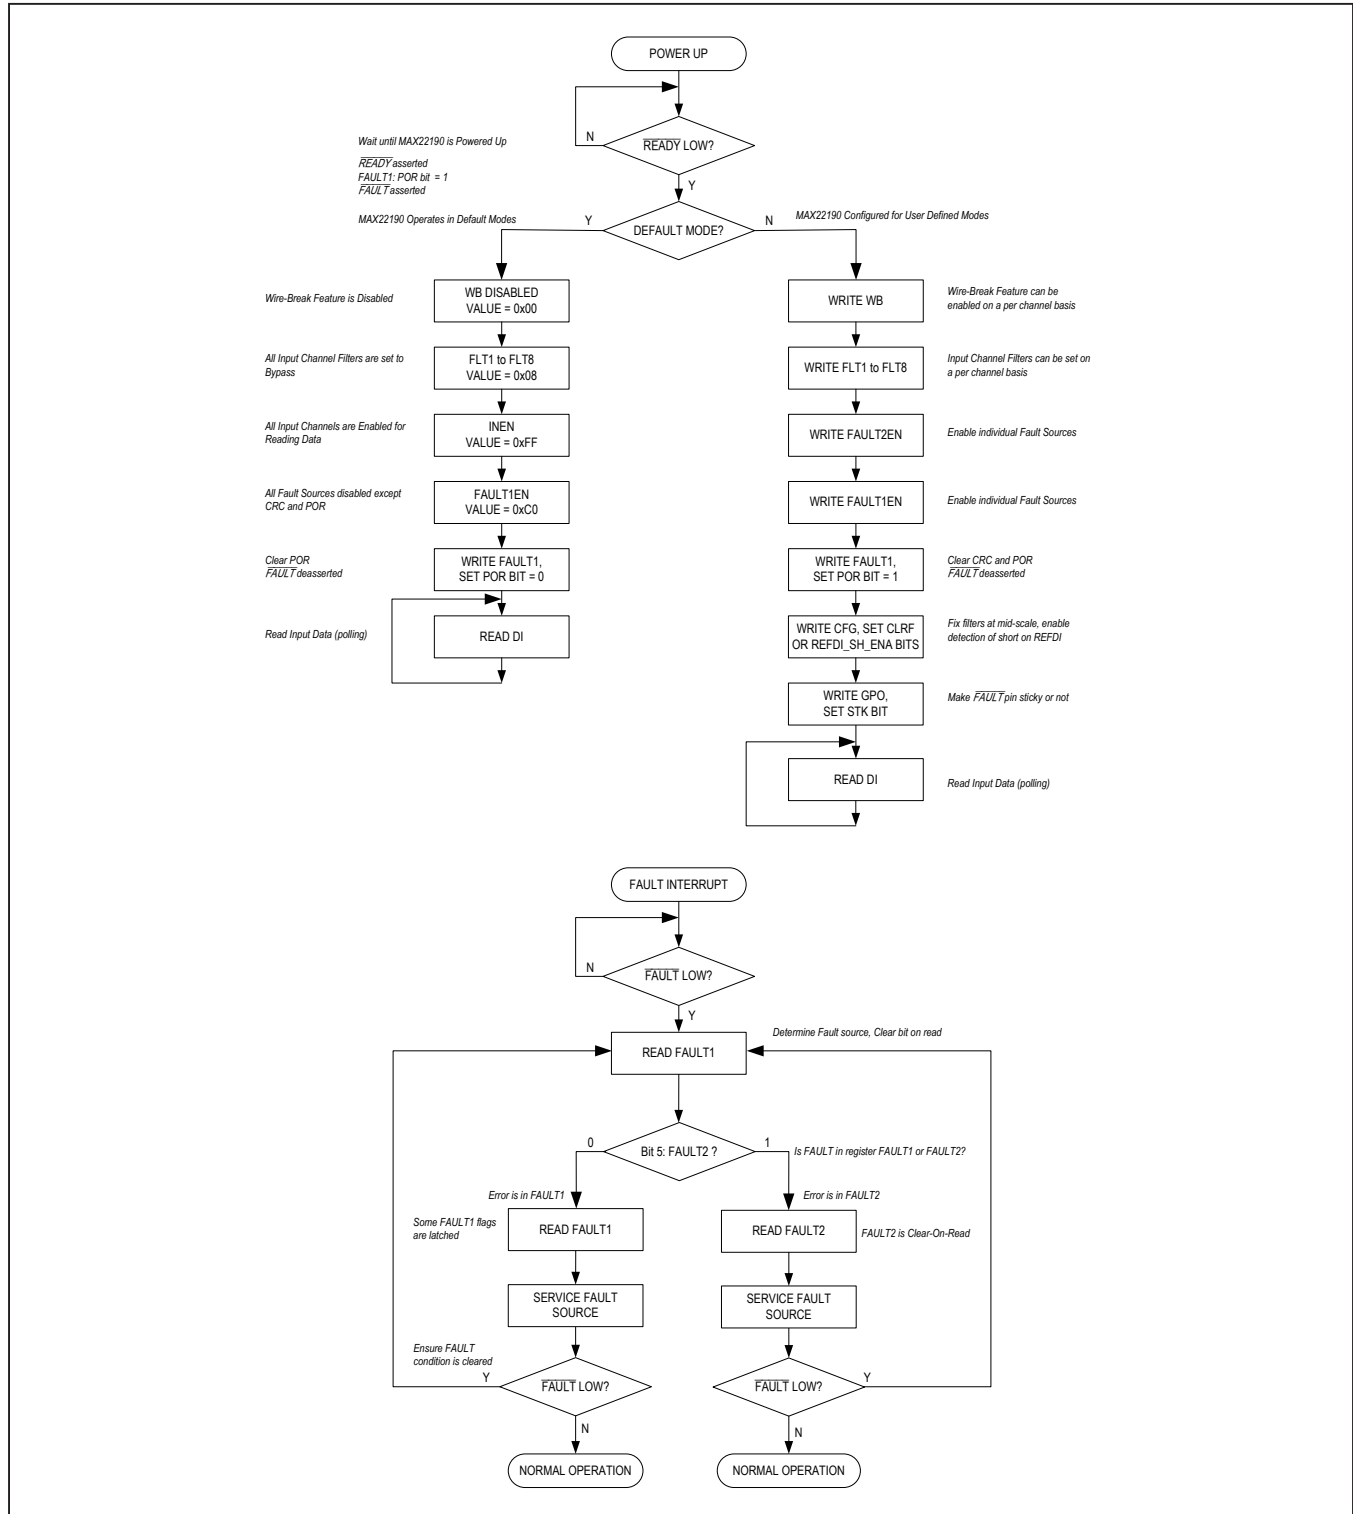 POWER UP
N
READY LOW?
Wait until MAX22190 is Powered Up
READY asserted
FAULT1: POR bit = 1
FAULT asserted
Y
MAX22190 Operates in Default Modes
Y
DEFAULT MODE?
N
MAX22190 Configured for User Defined Modes
Wire-Break Feature is Disabled
WB DISABLED
VALUE = 0x00
All Input Channel Filters are set to
Bypass
FLT1 to FLT8
VALUE = 0x08
All Input Channels are Enabled for
Reading Data
INEN
VALUE = 0xFF
All Fault Sources disabled except
CRC and POR
FAULT1EN
VALUE = 0xC0
Clear POR
FAULT deasserted
WRITE FAULT1,
SET POR BIT = 0
Read Input Data (polling)
READ DI
WRITE WB
Wire-Break Feature can be
enabled on a per channel basis
WRITE FLT1 to FLT8
Input Channel Filters can be set on
a per channel basis
WRITE FAULT2EN
Enable individual Fault Sources
WRITE FAULT1EN
Enable individual Fault Sources
WRITE FAULT1,
SET POR BIT = 1
Clear CRC and POR
FAULT deasserted
WRITE CFG, SET CLRF
OR REFDI_SH_ENA BITS
Fix filters at mid-scale, enable
detection of short on REFDI
WRITE GPO,
SET STK BIT
Make FAULT pin sticky or not
READ DI
Read Input Data (polling)
FAULT INTERRUPT
N
FAULT LOW?
Y
READ FAULT1
Determine Fault source, Clear bit on read
0
Bit 5: FAULT2 ?
1
Is FAULT in register FAULT1 or FAULT2?
Error is in FAULT1
Some FAULT1 flags
are latched
READ FAULT1
SERVICE FAULT
SOURCE
Ensure FAULT
condition is cleared
Y
FAULT LOW?
N
NORMAL OPERATION
Error is in FAULT2
READ FAULT2
FAULT2 is Clear-On-Read
SERVICE FAULT
SOURCE
FAULT LOW?
Y
N
NORMAL OPERATION